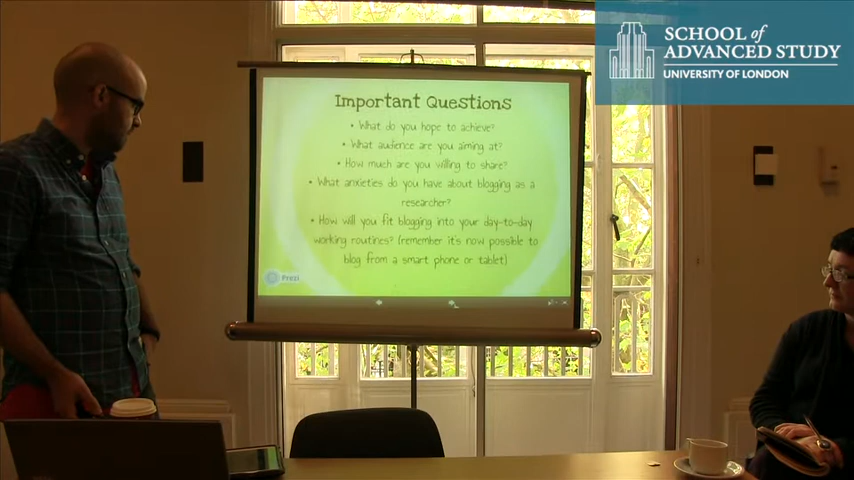 SCHOOL of
ADVANCED STUDY
UNIVERSITY OF LONDON
Important Questions
• What do you hope to achieve?
• What audience are you aiming at?
• How much are you willing to share?
• What anxieties do you have about blogging as a
researcher?
• How will you fit blogging into your day-to-day
working routines? (remember it's now possible to
blog from a smart phone or tablet)
Prezi